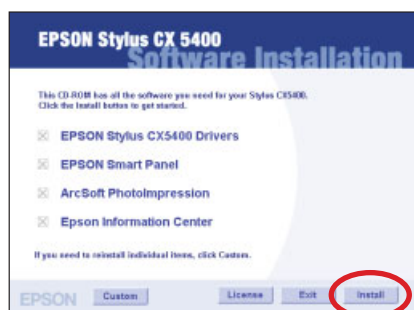 EPSON Stylus CX 5400
Software Installation
This CD-ROM has all the software you need for your Stylus CX5400.
Click the Install button to get started.
EPSON Stylus CX5400 Drivers
EPSON Smart Panel
ArcSoft PhotoImpression
Epson Information Center
If you need to reinstall individual items, click Custom.
EPSON Custom License Exit Install